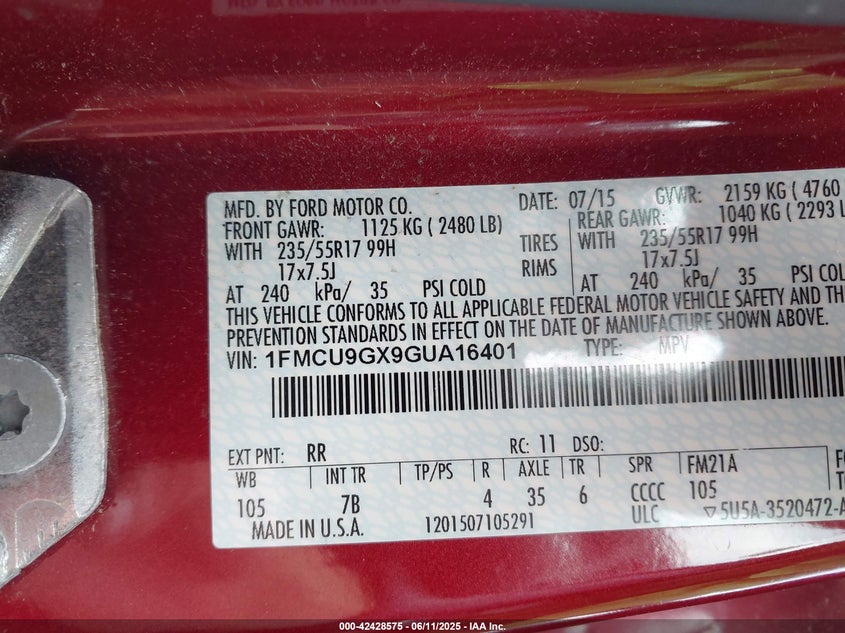 MFD. BY FORD MOTOR CO. DATE: 07/15 GVWR: 2159 KG ( 4760
FRONT GAWR: 1125 KG ( 2480 LB) REAR GAWR: 1040 KG ( 2293 L
WITH 235/55R17 99H TIRES WITH 235/55R17 99H
17x7.5J RIMS 17x7.5J
AT 240 kPa/ 35 PSI COLD AT 240 kPa/ 35 PSI COL
THIS VEHICLE CONFORMS TO ALL APPLICABLE FEDERAL MOTOR VEHICLE SAFETY AND THE
PREVENTION STANDARDS IN EFFECT ON THE DATE OF MANUFACTURE SHOWN ABOVE.
VIN: 1FMCU9GX9GUA16401 TYPE: MPV
EXT PNT: RR RC: 11 DSO:
WB INT TR TP/PS R AXLE TR SPR FM21A
105 7B 4 35 6 CCCC 105
MADE IN U.S.A. 1201507105291 ULC ▽5U5A-3520472-A
000-42428575 - 06/11/2025 - IAA Inc.